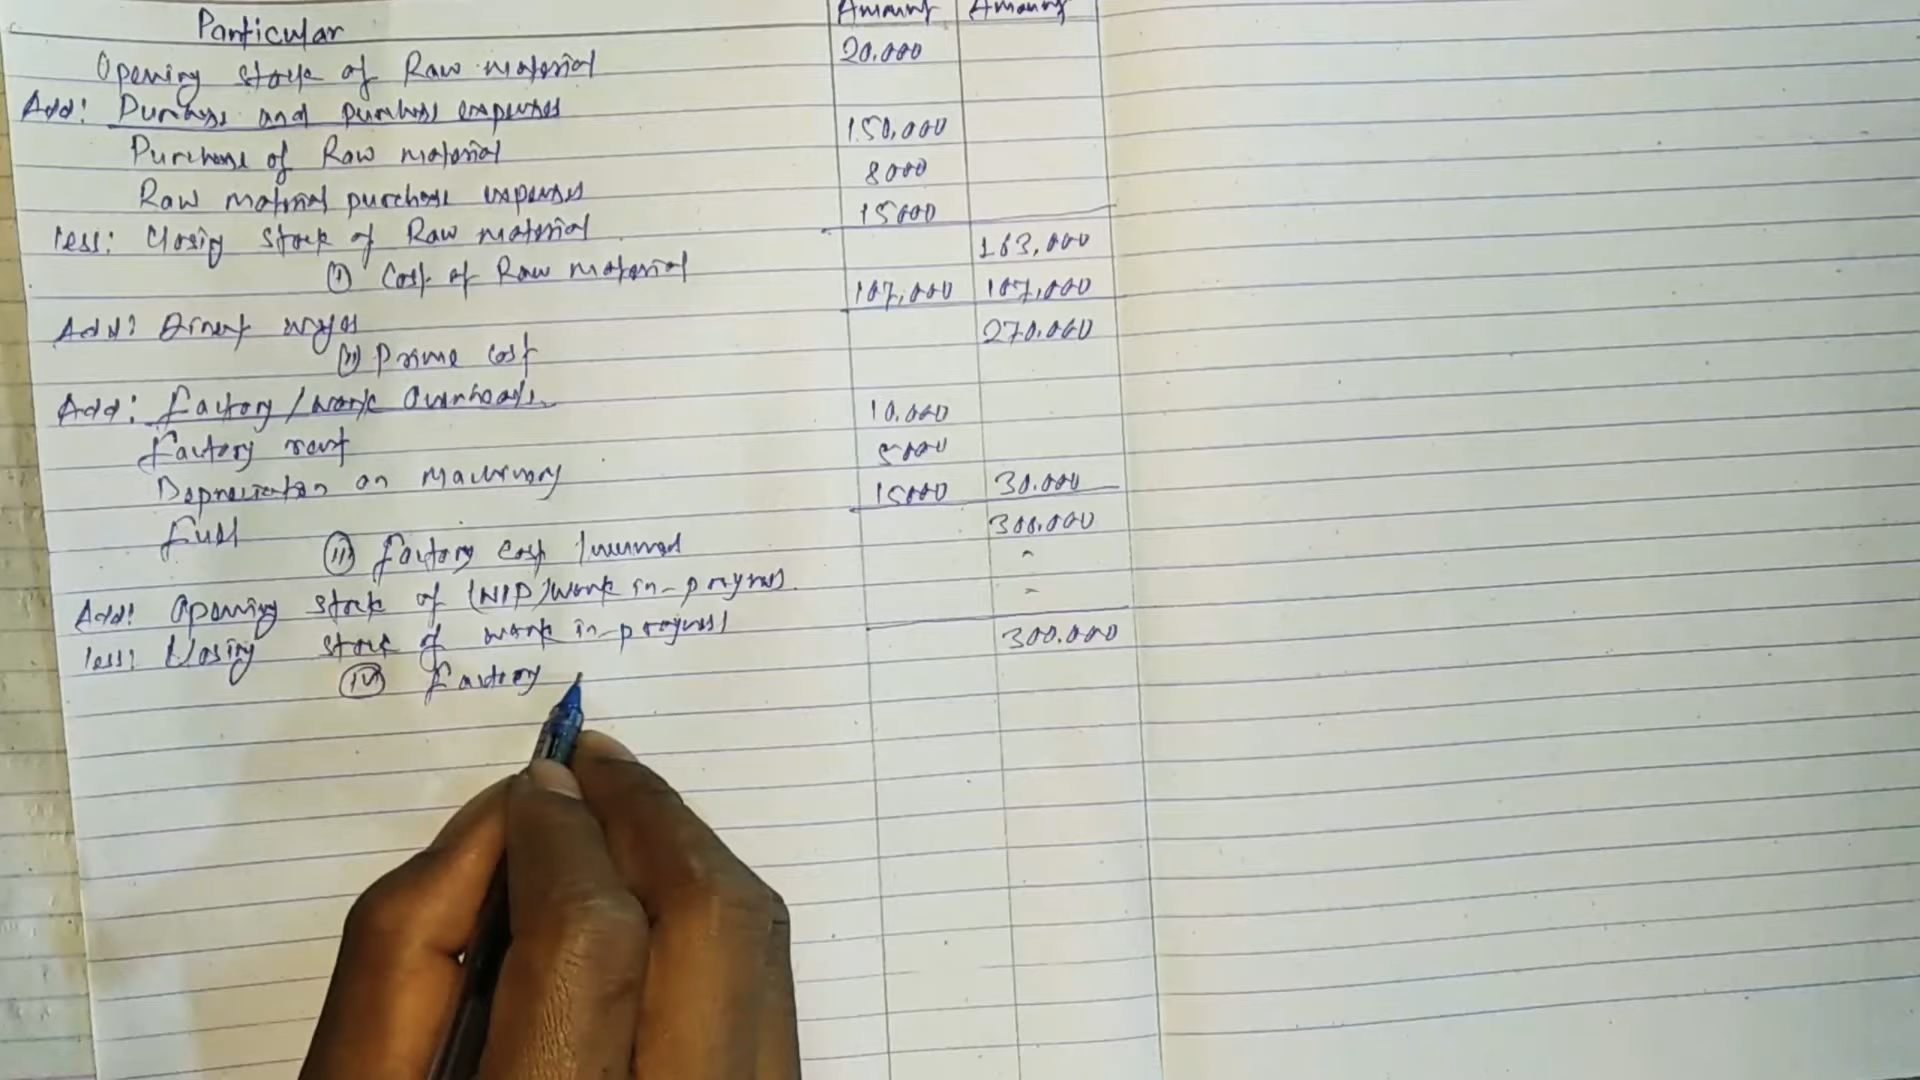 Particular Amount Amount
Opening stock of Raw material 20,000
Add: Purchase and purchase expenses
Purchase of Raw material 150,000
Raw material purchase expenses 8000
less: Closig stock of Raw material 15000
(i) Cost of Raw material 163,000
Add: Direct wages 107,000 107,000
(ii) Prime cost 270,000
Add: Factory/work Overheads
Factory rent 10,000
Depreciation on Machinery 5000
Fuel 15000 30,000
(iii) Factory cost incurred 300,000
Add: Opening stock of (WIP) work in-progress -
less: Closing stock of work in-progress -
(iv) Factory 300,000